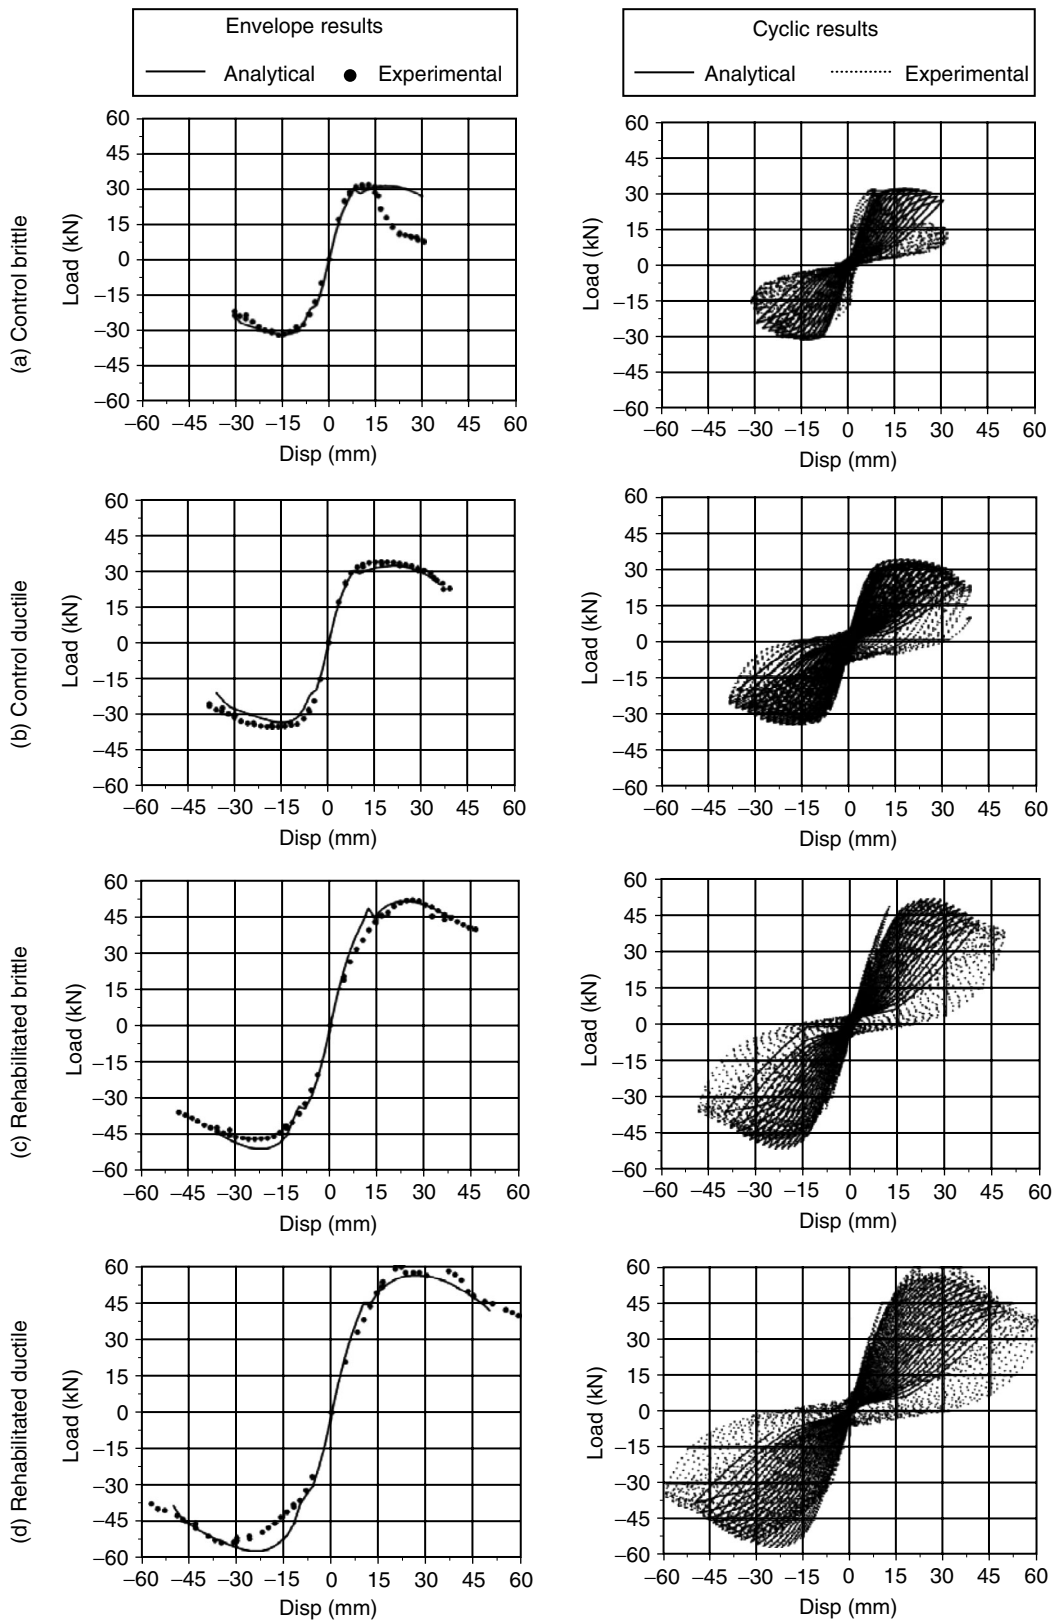 Envelope results
Analytical Experimental
Cyclic results
Analytical Experimental
(a) Control brittle
Load (kN)
60
45
30
15
0
−15
−30
−45
−60
−60 −45 −30 −15 0 15 30 45 60
Disp (mm)
Load (kN)
60
45
30
15
0
−15
−30
−45
−60
−60 −45 −30 −15 0 15 30 45 60
Disp (mm)
(b) Control ductile
Load (kN)
60
45
30
15
0
−15
−30
−45
−60
−60 −45 −30 −15 0 15 30 45 60
Disp (mm)
Load (kN)
60
45
30
15
0
−15
−30
−45
−60
−60 −45 −30 −15 0 15 30 45 60
Disp (mm)
(c) Rehabilitated brittle
Load (kN)
60
45
30
15
0
−15
−30
−45
−60
−60 −45 −30 −15 0 15 30 45 60
Disp (mm)
Load (kN)
60
45
30
15
0
−15
−30
−45
−60
−60 −45 −30 −15 0 15 30 45 60
Disp (mm)
(d) Rehabilitated ductile
Load (kN)
60
45
30
15
0
−15
−30
−45
−60
−60 −45 −30 −15 0 15 30 45 60
Disp (mm)
Load (kN)
60
45
30
15
0
−15
−30
−45
−60
−60 −45 −30 −15 0 15 30 45 60
Disp (mm)